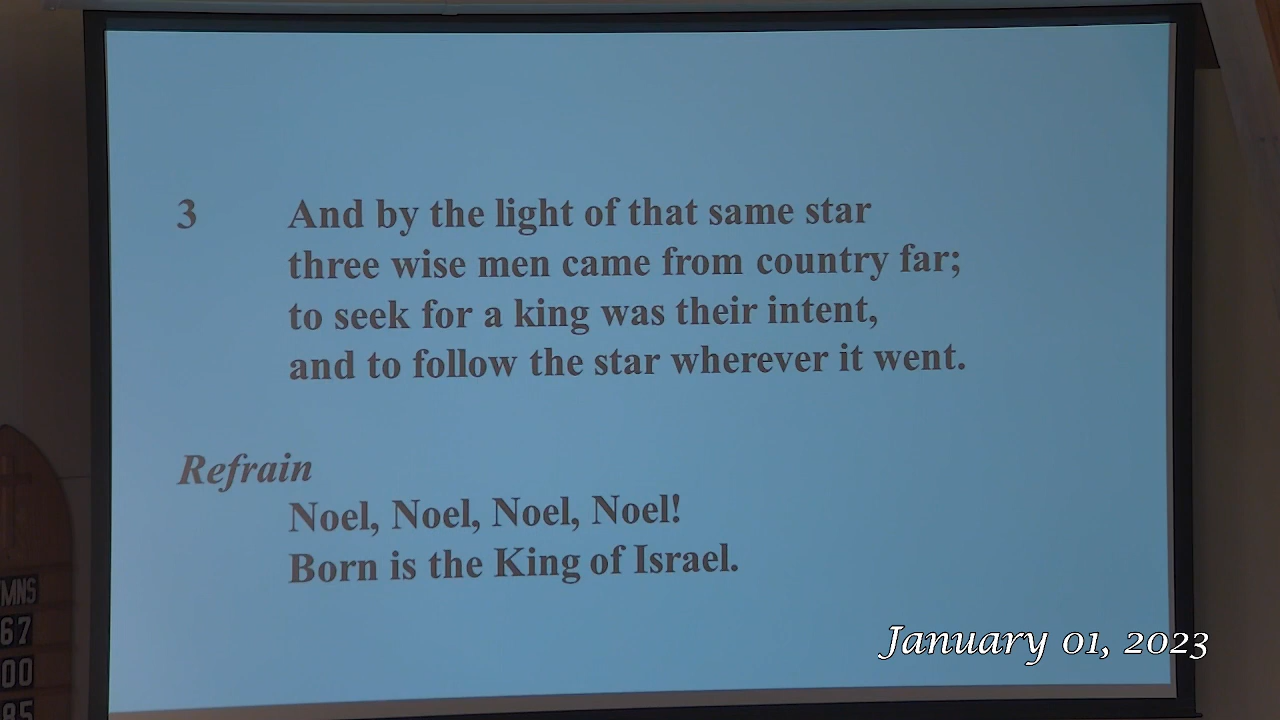 3 And by the light of that same star
three wise men came from country far;
to seek for a king was their intent,
and to follow the star wherever it went.
Refrain
Noel, Noel, Noel, Noel!
Born is the King of Israel.
January 01, 2023
MNS
67
00
85